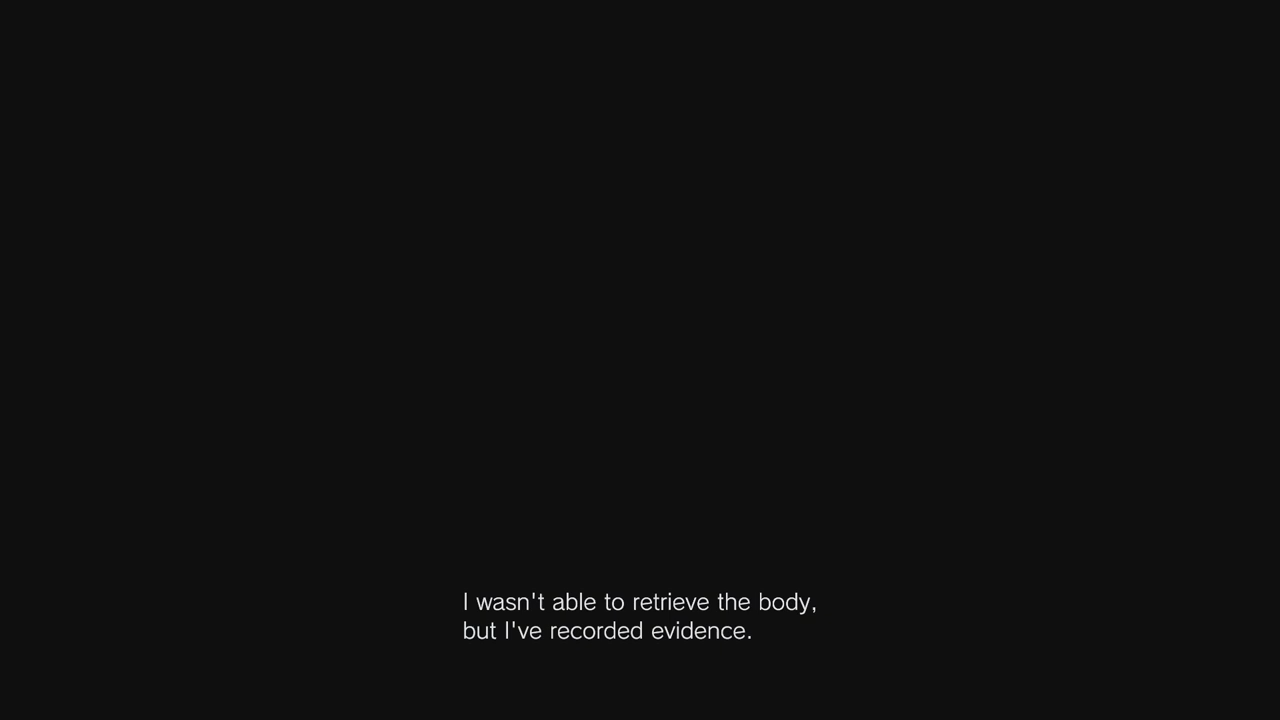 I wasn't able to retrieve the body,
but I've recorded evidence.